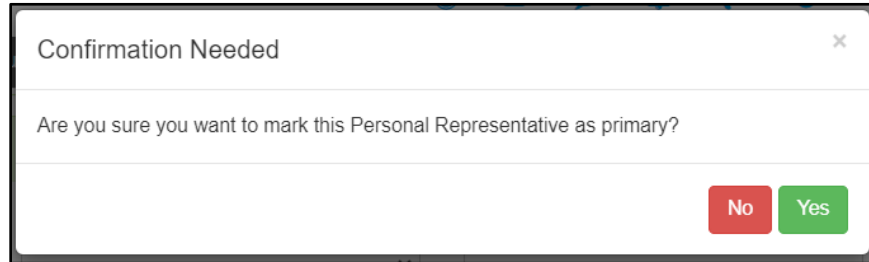 Confirmation Needed
×
Are you sure you want to mark this Personal Representative as primary?
No Yes